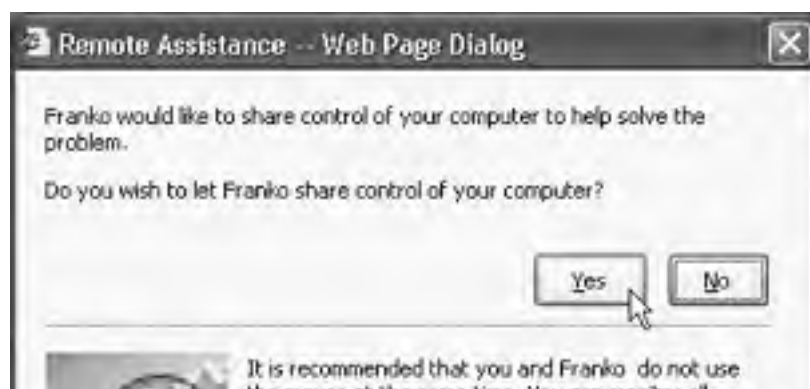 Remote Assistance -- Web Page Dialog
Franko would like to share control of your computer to help solve the
problem.
Do you wish to let Franko share control of your computer?
Yes No
It is recommended that you and Franko do not use